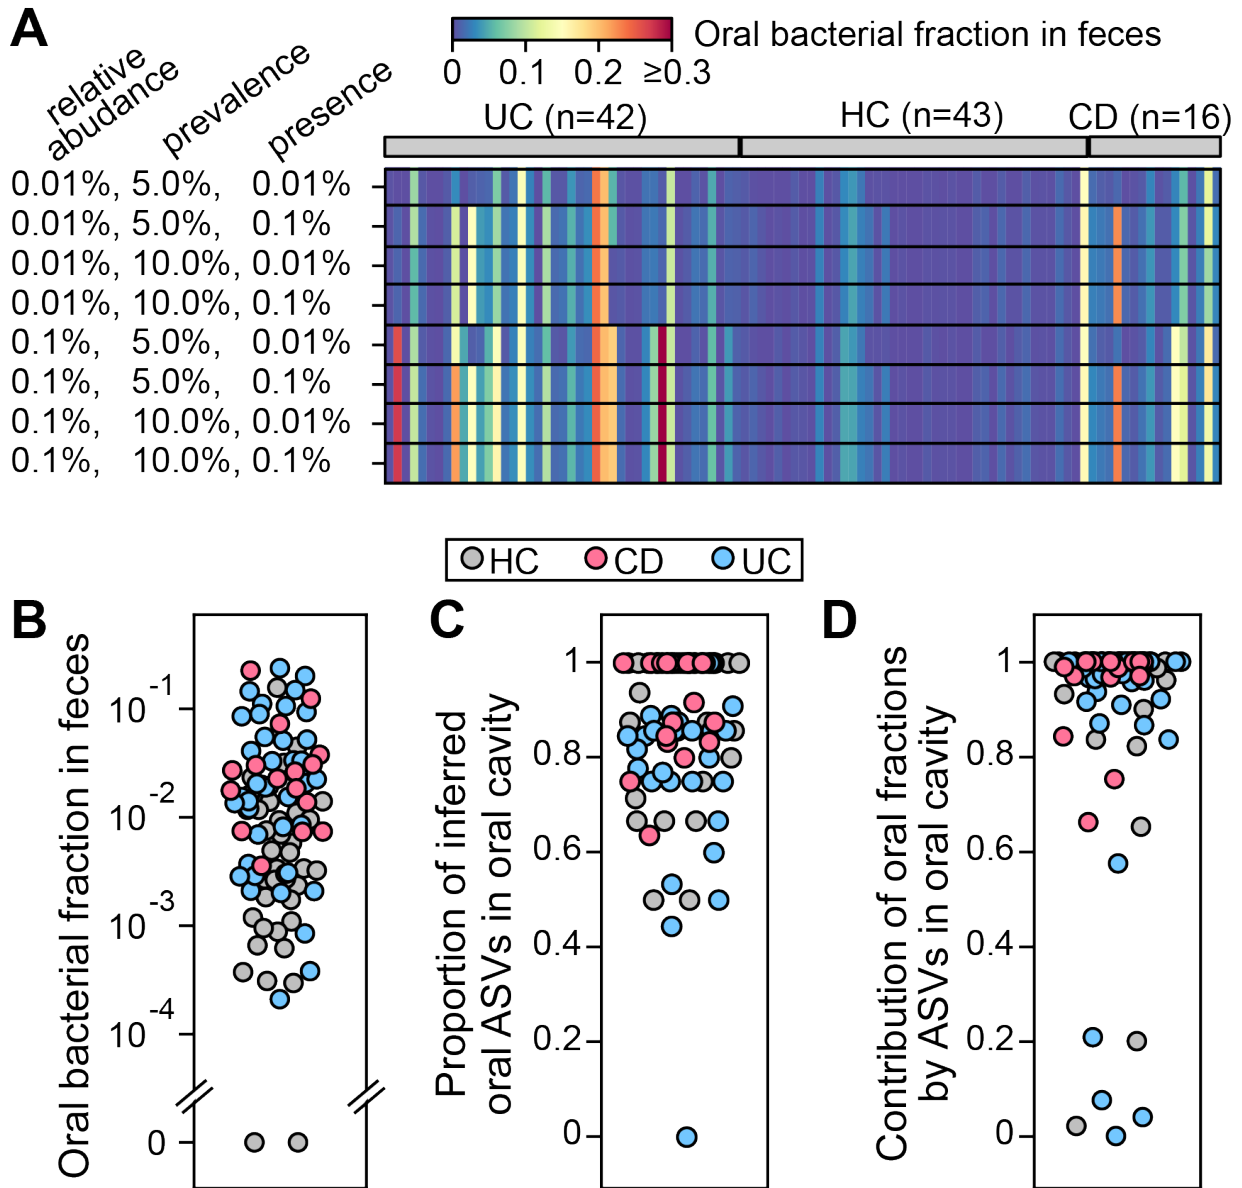 A
Oral bacterial fraction in feces
0 0.1 0.2 ≥0.3
relative
abudance
prevalence
presence
UC (n=42) HC (n=43) CD (n=16)
0.01%, 5.0%, 0.01%
0.01%, 5.0%, 0.1%
0.01%, 10.0%, 0.01%
0.01%, 10.0%, 0.1%
0.1%, 5.0%, 0.01%
0.1%, 5.0%, 0.1%
0.1%, 10.0%, 0.01%
0.1%, 10.0%, 0.1%
HC CD UC
B
Oral bacterial fraction in feces
10⁻¹
10⁻²
10⁻³
10⁻⁴
0
C
Proportion of inferred
oral ASVs in oral cavity
1
0.8
0.6
0.4
0.2
0
D
Contribution of oral fractions
by ASVs in oral cavity
1
0.8
0.6
0.4
0.2
0